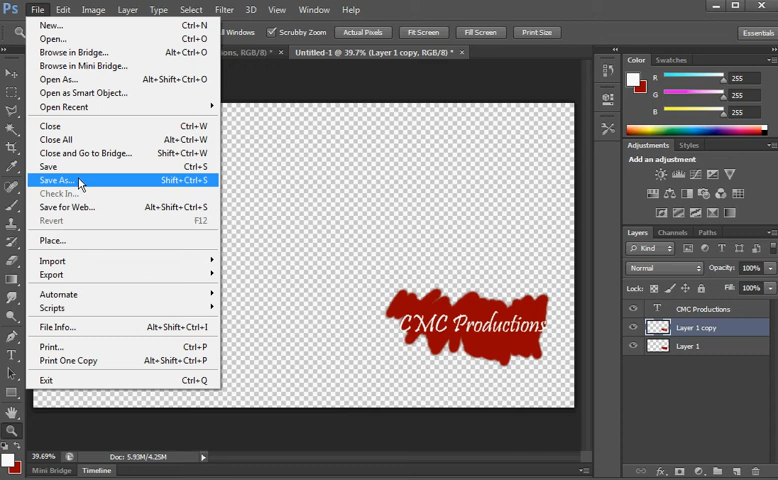 Ps File Edit Image Layer Type Select Filter 3D View Window Help
Windows Scrubby Zoom Actual Pixels Fit Screen Fill Screen Print Size Essentials
ons, RGB/8) * × Untitled-1 @ 39.7% (Layer 1 copy, RGB/8) * ×
New... Ctrl+N
Open... Ctrl+O
Browse in Bridge... Alt+Ctrl+O
Browse in Mini Bridge...
Open As... Alt+Shift+Ctrl+O
Open as Smart Object...
Open Recent
Close Ctrl+W
Close All Alt+Ctrl+W
Close and Go to Bridge... Shift+Ctrl+W
Save Ctrl+S
Save As... Shift+Ctrl+S
Check In...
Save for Web... Alt+Shift+Ctrl+S
Revert F12
Place...
Import
Export
Automate
Scripts
File Info... Alt+Shift+Ctrl+I
Print... Ctrl+P
Print One Copy Alt+Shift+Ctrl+P
Exit Ctrl+Q
CMC Productions
39.69% Doc: 5.93M/4.25M
Mini Bridge Timeline
Color Swatches
R 255
G 255
B 255
Adjustments Styles
Add an adjustment
Layers Channels Paths
Kind
Normal Opacity: 100%
Lock: Fill: 100%
T CMC Productions
Layer 1 copy
Layer 1
fx